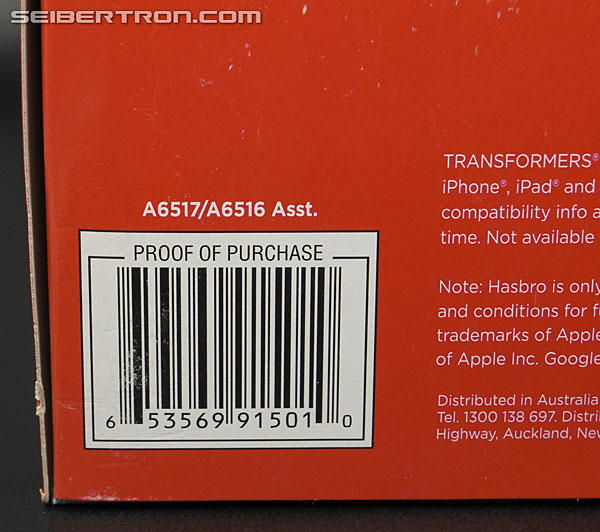 SEIBERTRON.COM
A6517/A6516 Asst.
PROOF OF PURCHASE
6 53569 91501 0
TRANSFORMERS®
iPhone®, iPad® and
compatibility info a
time. Not available
Note: Hasbro is only
and conditions for f
trademarks of Apple
of Apple Inc. Google
Distributed in Australia
Tel. 1300 138 697. Distri
Highway, Auckland, New